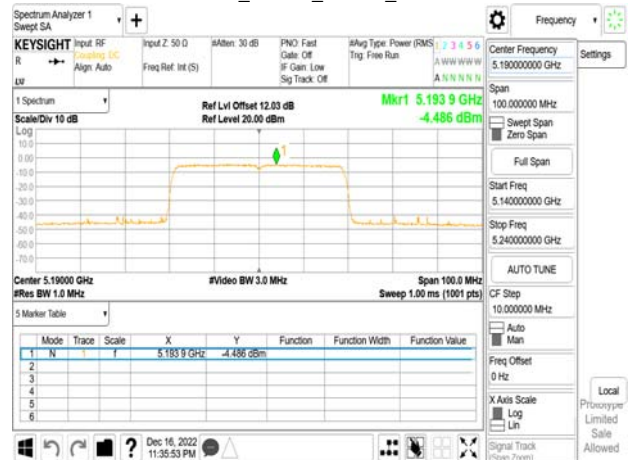 Spectrum Analyzer 1
Swept SA
Frequency
KEYSIGHT
R
LV
Input: RF
Coupling: DC
Align: Auto
Input Z: 50 Ω
Freq Ref: Int (S)
#Atten: 30 dB
PNO: Fast
Gate: Off
IF Gain: Low
Sig Track: Off
#Avg Type: Power (RMS)
Trig: Free Run
1 2 3 4 5 6
A W W W W W
A N N N N N
1 Spectrum
Scale/Div 10 dB
Ref Lvl Offset 12.03 dB
Ref Level 20.00 dBm
Mkr1 5.193 9 GHz
-4.486 dBm
Log
10.0
0.00
-10.0
-20.0
-30.0
-40.0
-50.0
-60.0
-70.0
1
Center 5.19000 GHz
#Res BW 1.0 MHz
#Video BW 3.0 MHz
Span 100.0 MHz
Sweep 1.00 ms (1001 pts)
5 Marker Table
Mode Trace Scale X Y Function Function Width Function Value
1 N 1 f 5.193 9 GHz -4.486 dBm
2
3
4
5
6
Dec 16, 2022
11:35:53 PM
Center Frequency
5.190000000 GHz
Span
100.000000 MHz
Swept Span
Zero Span
Full Span
Start Freq
5.140000000 GHz
Stop Freq
5.240000000 GHz
AUTO TUNE
CF Step
10.000000 MHz
Auto
Man
Freq Offset
0 Hz
X Axis Scale
Log
Lin
Signal Track
(Span Zoom)
Settings
Local
Prototype
Limited
Sale
Allowed